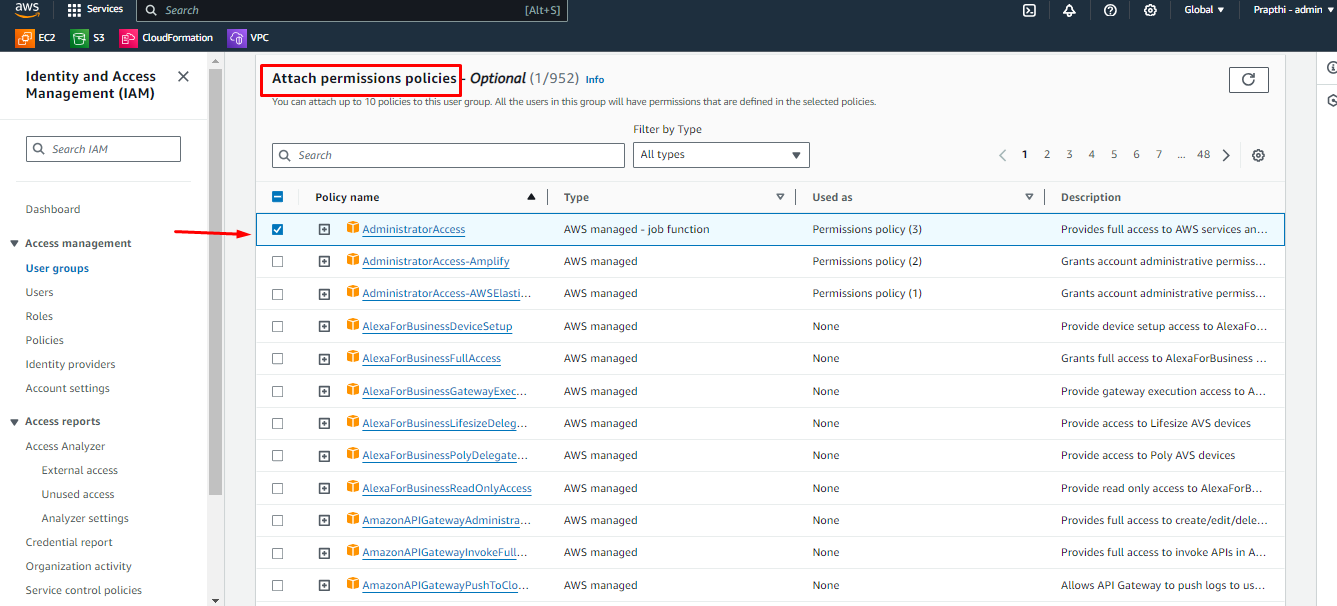 aws
Services
Search
[Alt+S]
Global
Prapthi - admin
EC2
S3
CloudFormation
VPC
Identity and Access
Management (IAM)
Search IAM
Dashboard
Access management
User groups
Users
Roles
Policies
Identity providers
Account settings
Access reports
Access Analyzer
External access
Unused access
Analyzer settings
Credential report
Organization activity
Service control policies
Attach permissions policies - Optional (1/952) Info
You can attach up to 10 policies to this user group. All the users in this group will have permissions that are defined in the selected policies.
Filter by Type
Search
All types
1 2 3 4 5 6 7 ... 48
Policy name Type Used as Description
AdministratorAccess AWS managed - job function Permissions policy (3) Provides full access to AWS services an...
AdministratorAccess-Amplify AWS managed Permissions policy (2) Grants account administrative permiss...
AdministratorAccess-AWSElasti... AWS managed Permissions policy (1) Grants account administrative permiss...
AlexaForBusinessDeviceSetup AWS managed None Provide device setup access to AlexaFo...
AlexaForBusinessFullAccess AWS managed None Grants full access to AlexaForBusiness ...
AlexaForBusinessGatewayExec... AWS managed None Provide gateway execution access to A...
AlexaForBusinessLifesizeDeleg... AWS managed None Provide access to Lifesize AVS devices
AlexaForBusinessPolyDelegate... AWS managed None Provide access to Poly AVS devices
AlexaForBusinessReadOnlyAccess AWS managed None Provide read only access to AlexaForB...
AmazonAPIGatewayAdministra... AWS managed None Provides full access to create/edit/dele...
AmazonAPIGatewayInvokeFull... AWS managed None Provides full access to invoke APIs in A...
AmazonAPIGatewayPushToClo... AWS managed None Allows API Gateway to push logs to us...